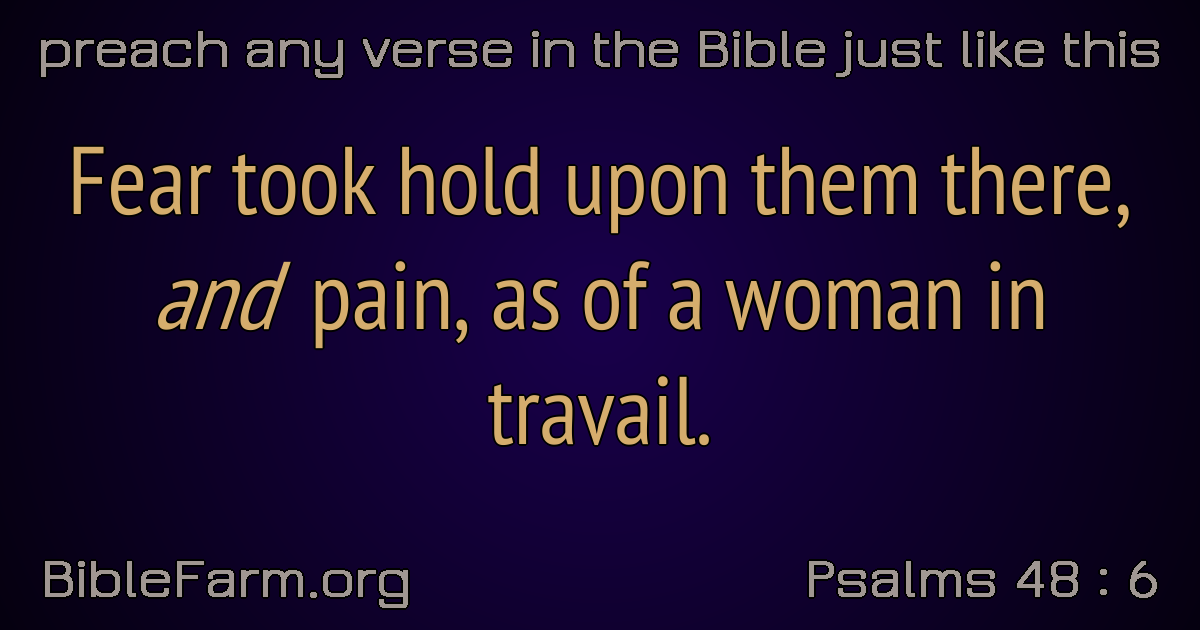 preach any verse in the Bible just like this
Fear took hold upon them there,
and pain, as of a woman in
travail.
BibleFarm.org
Psalms 48 : 6